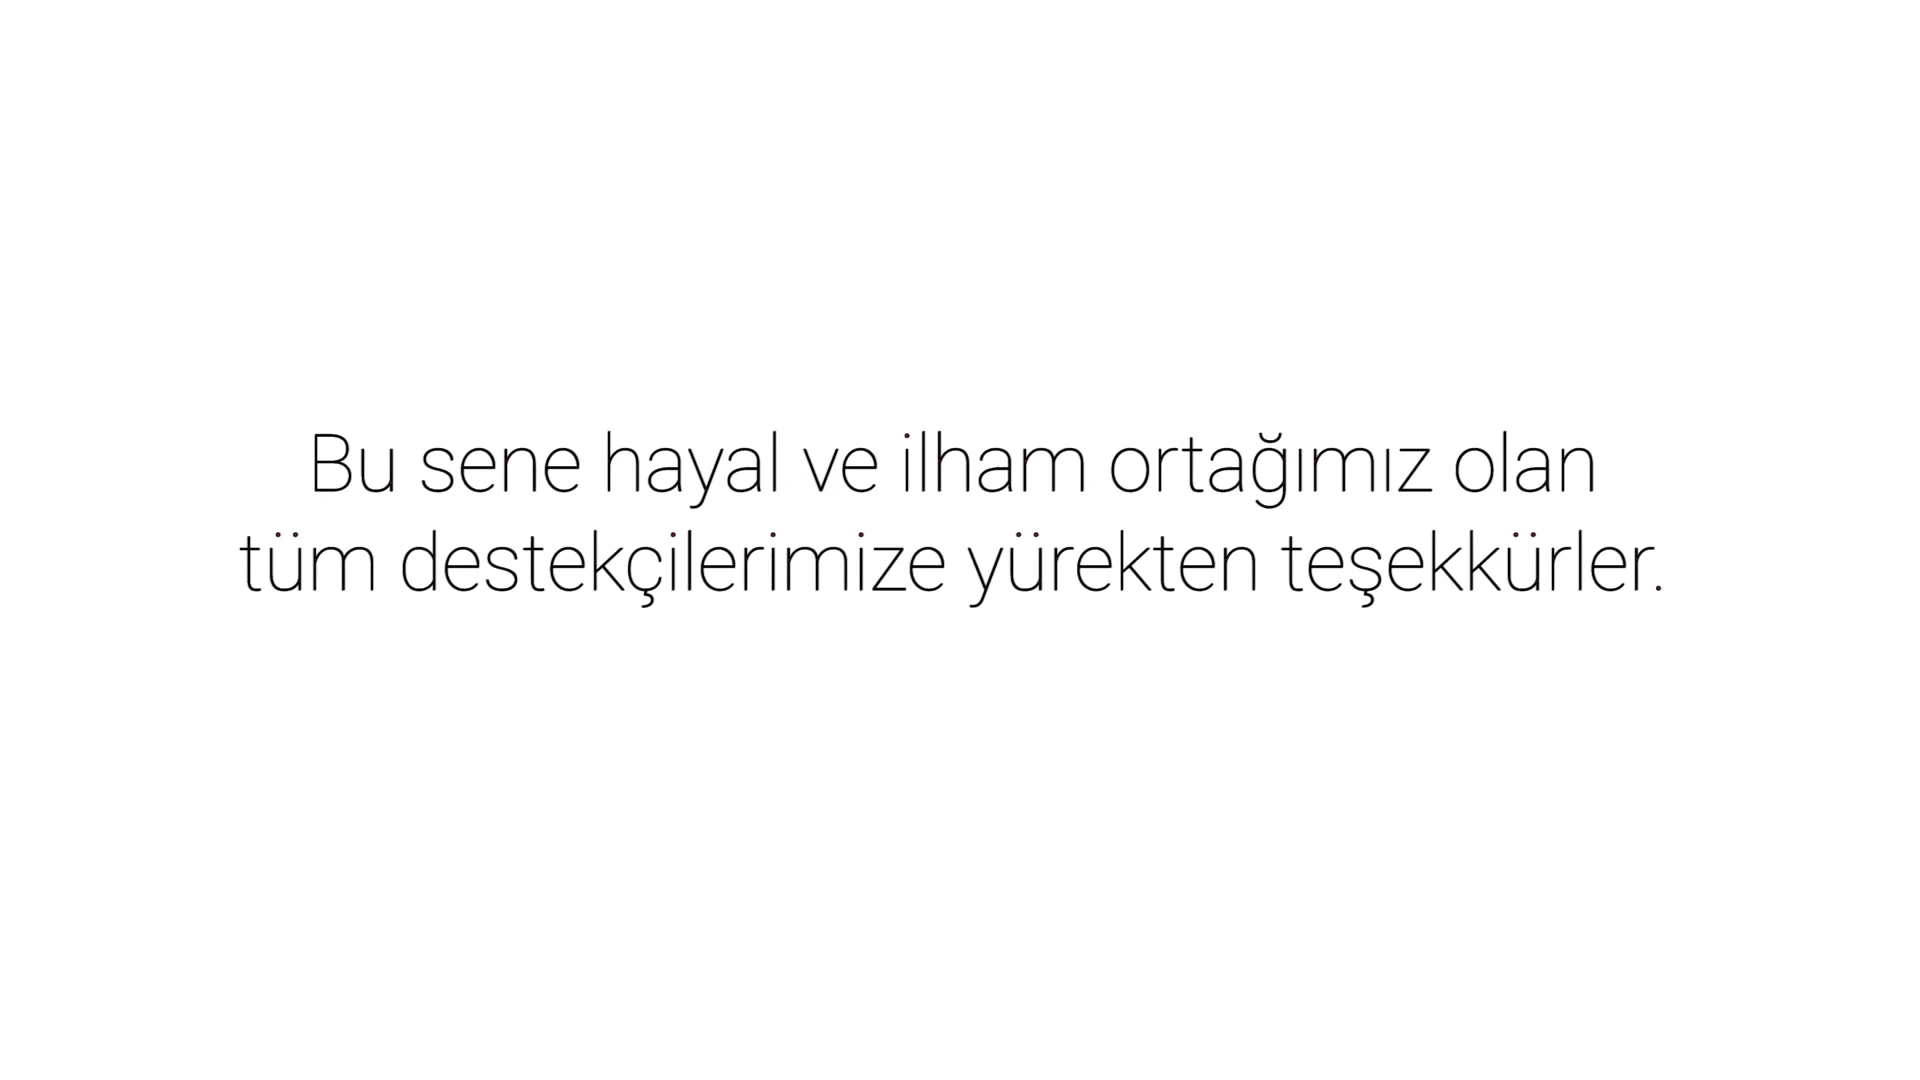 Bu sene hayal ve ilham ortağımız olan
tüm destekçilerimize yürekten teşekkürler.